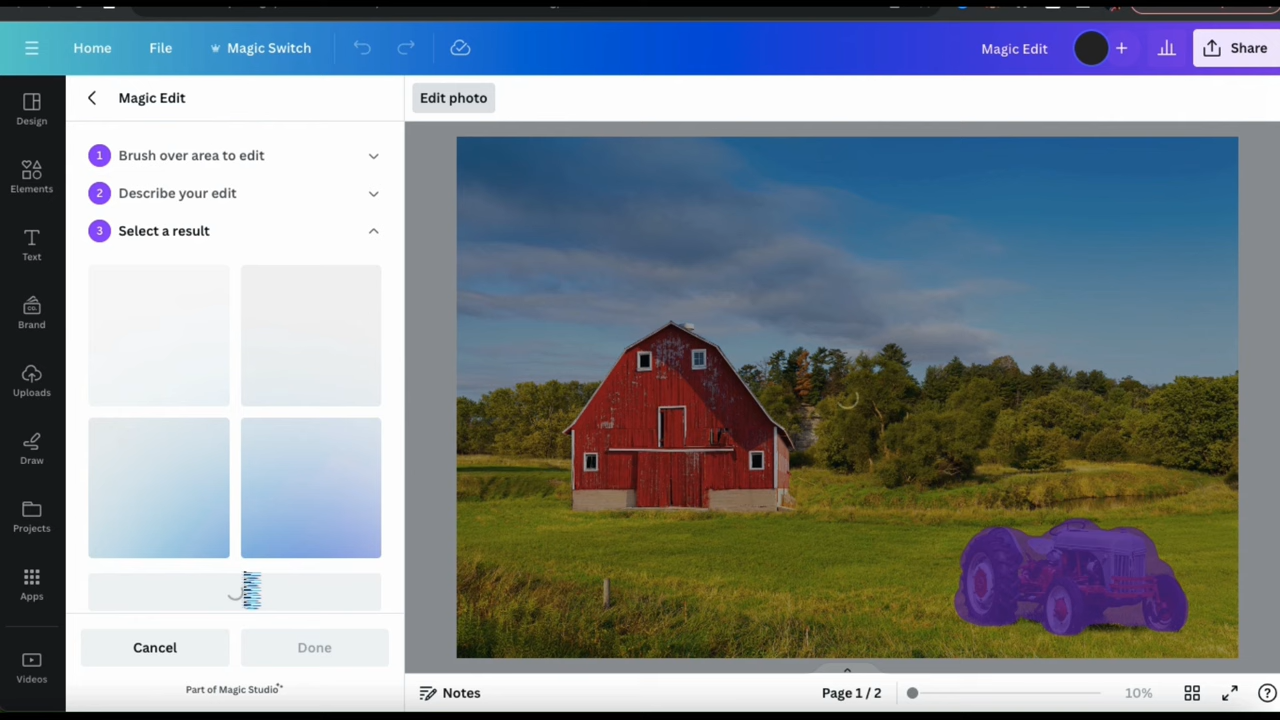 Home File Magic Switch Magic Edit Share
Design
Elements
Text
Brand
CO.
Uploads
Draw
Projects
Apps
Videos
Magic Edit
1 Brush over area to edit
2 Describe your edit
3 Select a result
Cancel Done
Part of Magic Studio
Edit photo
Notes Page 1 / 2 10% ?